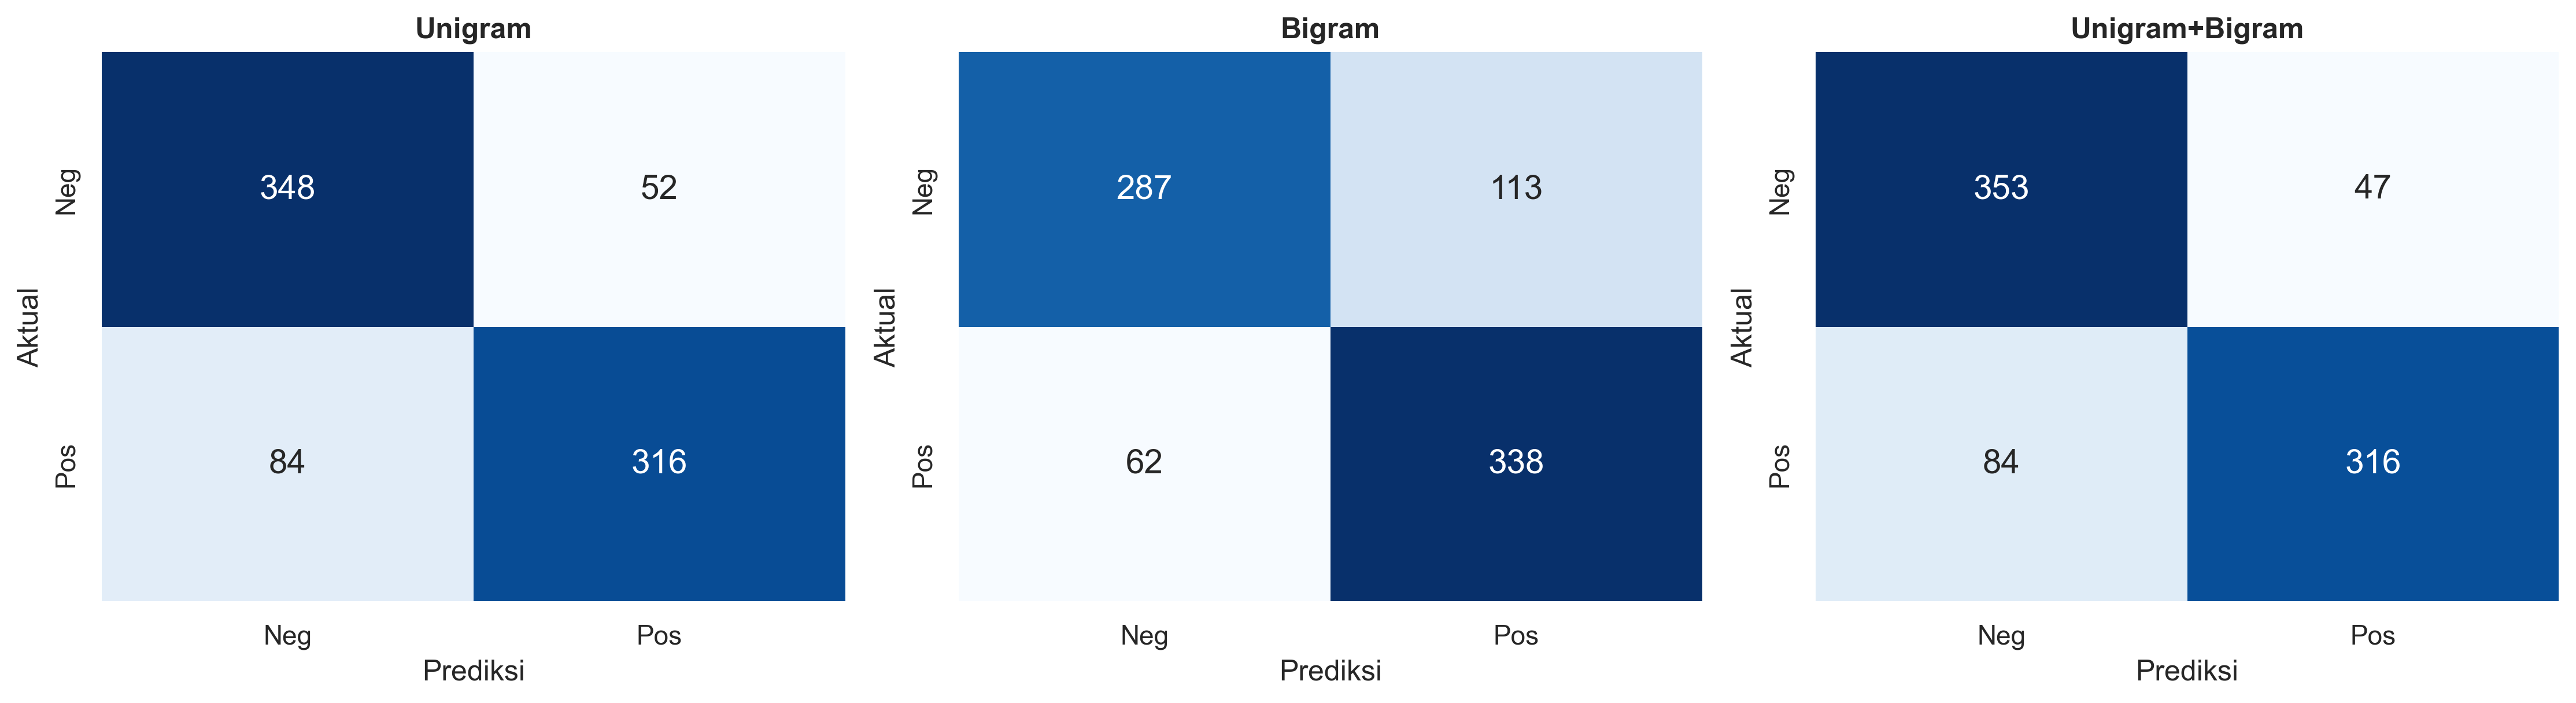 Unigram
Aktual
Neg
348
52
Pos
84
316
Neg
Pos
Prediksi
Bigram
Aktual
Neg
287
113
Pos
62
338
Neg
Pos
Prediksi
Unigram+Bigram
Aktual
Neg
353
47
Pos
84
316
Neg
Pos
Prediksi